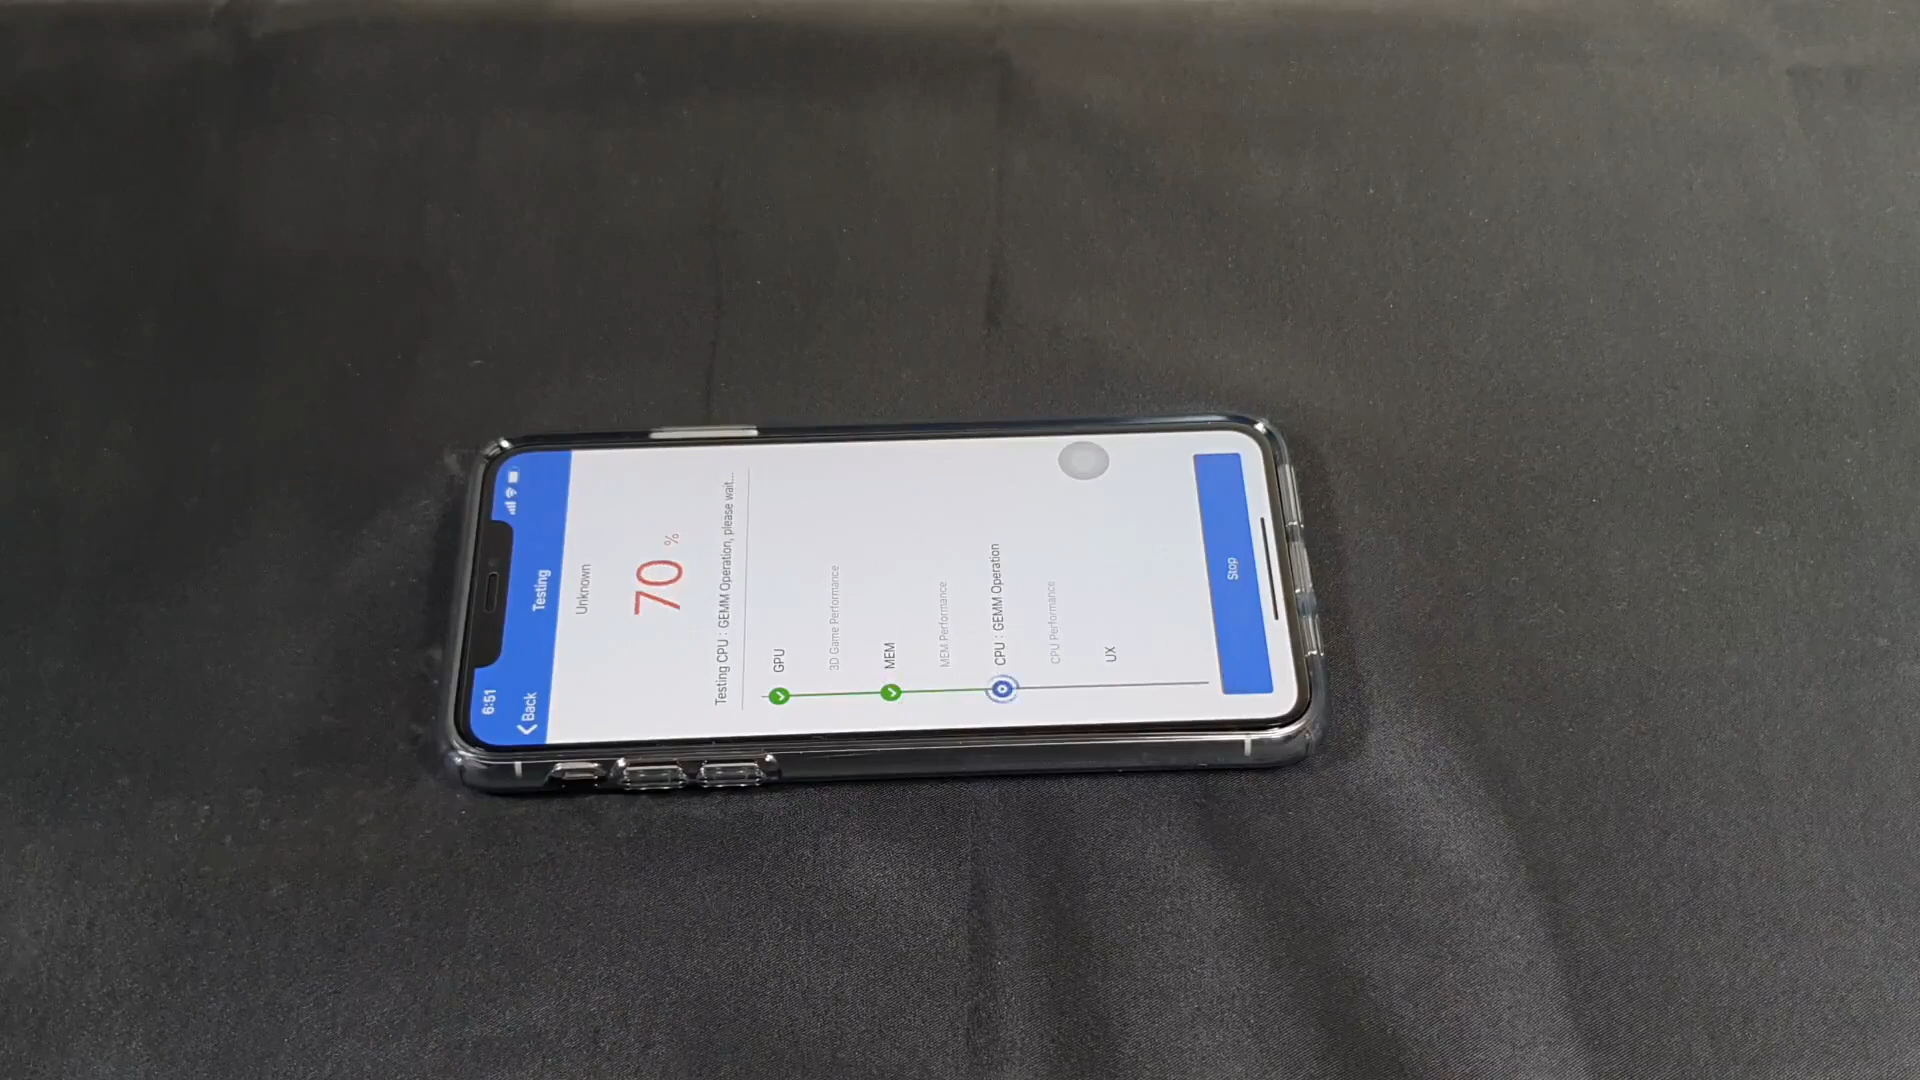 6:51
Back
Testing
Unknown
70 %
Testing CPU : GEMM Operation, please wait...
GPU
3D Game Performance
MEM
MEM Performance
CPU : GEMM Operation
CPU Performance
UX
Stop